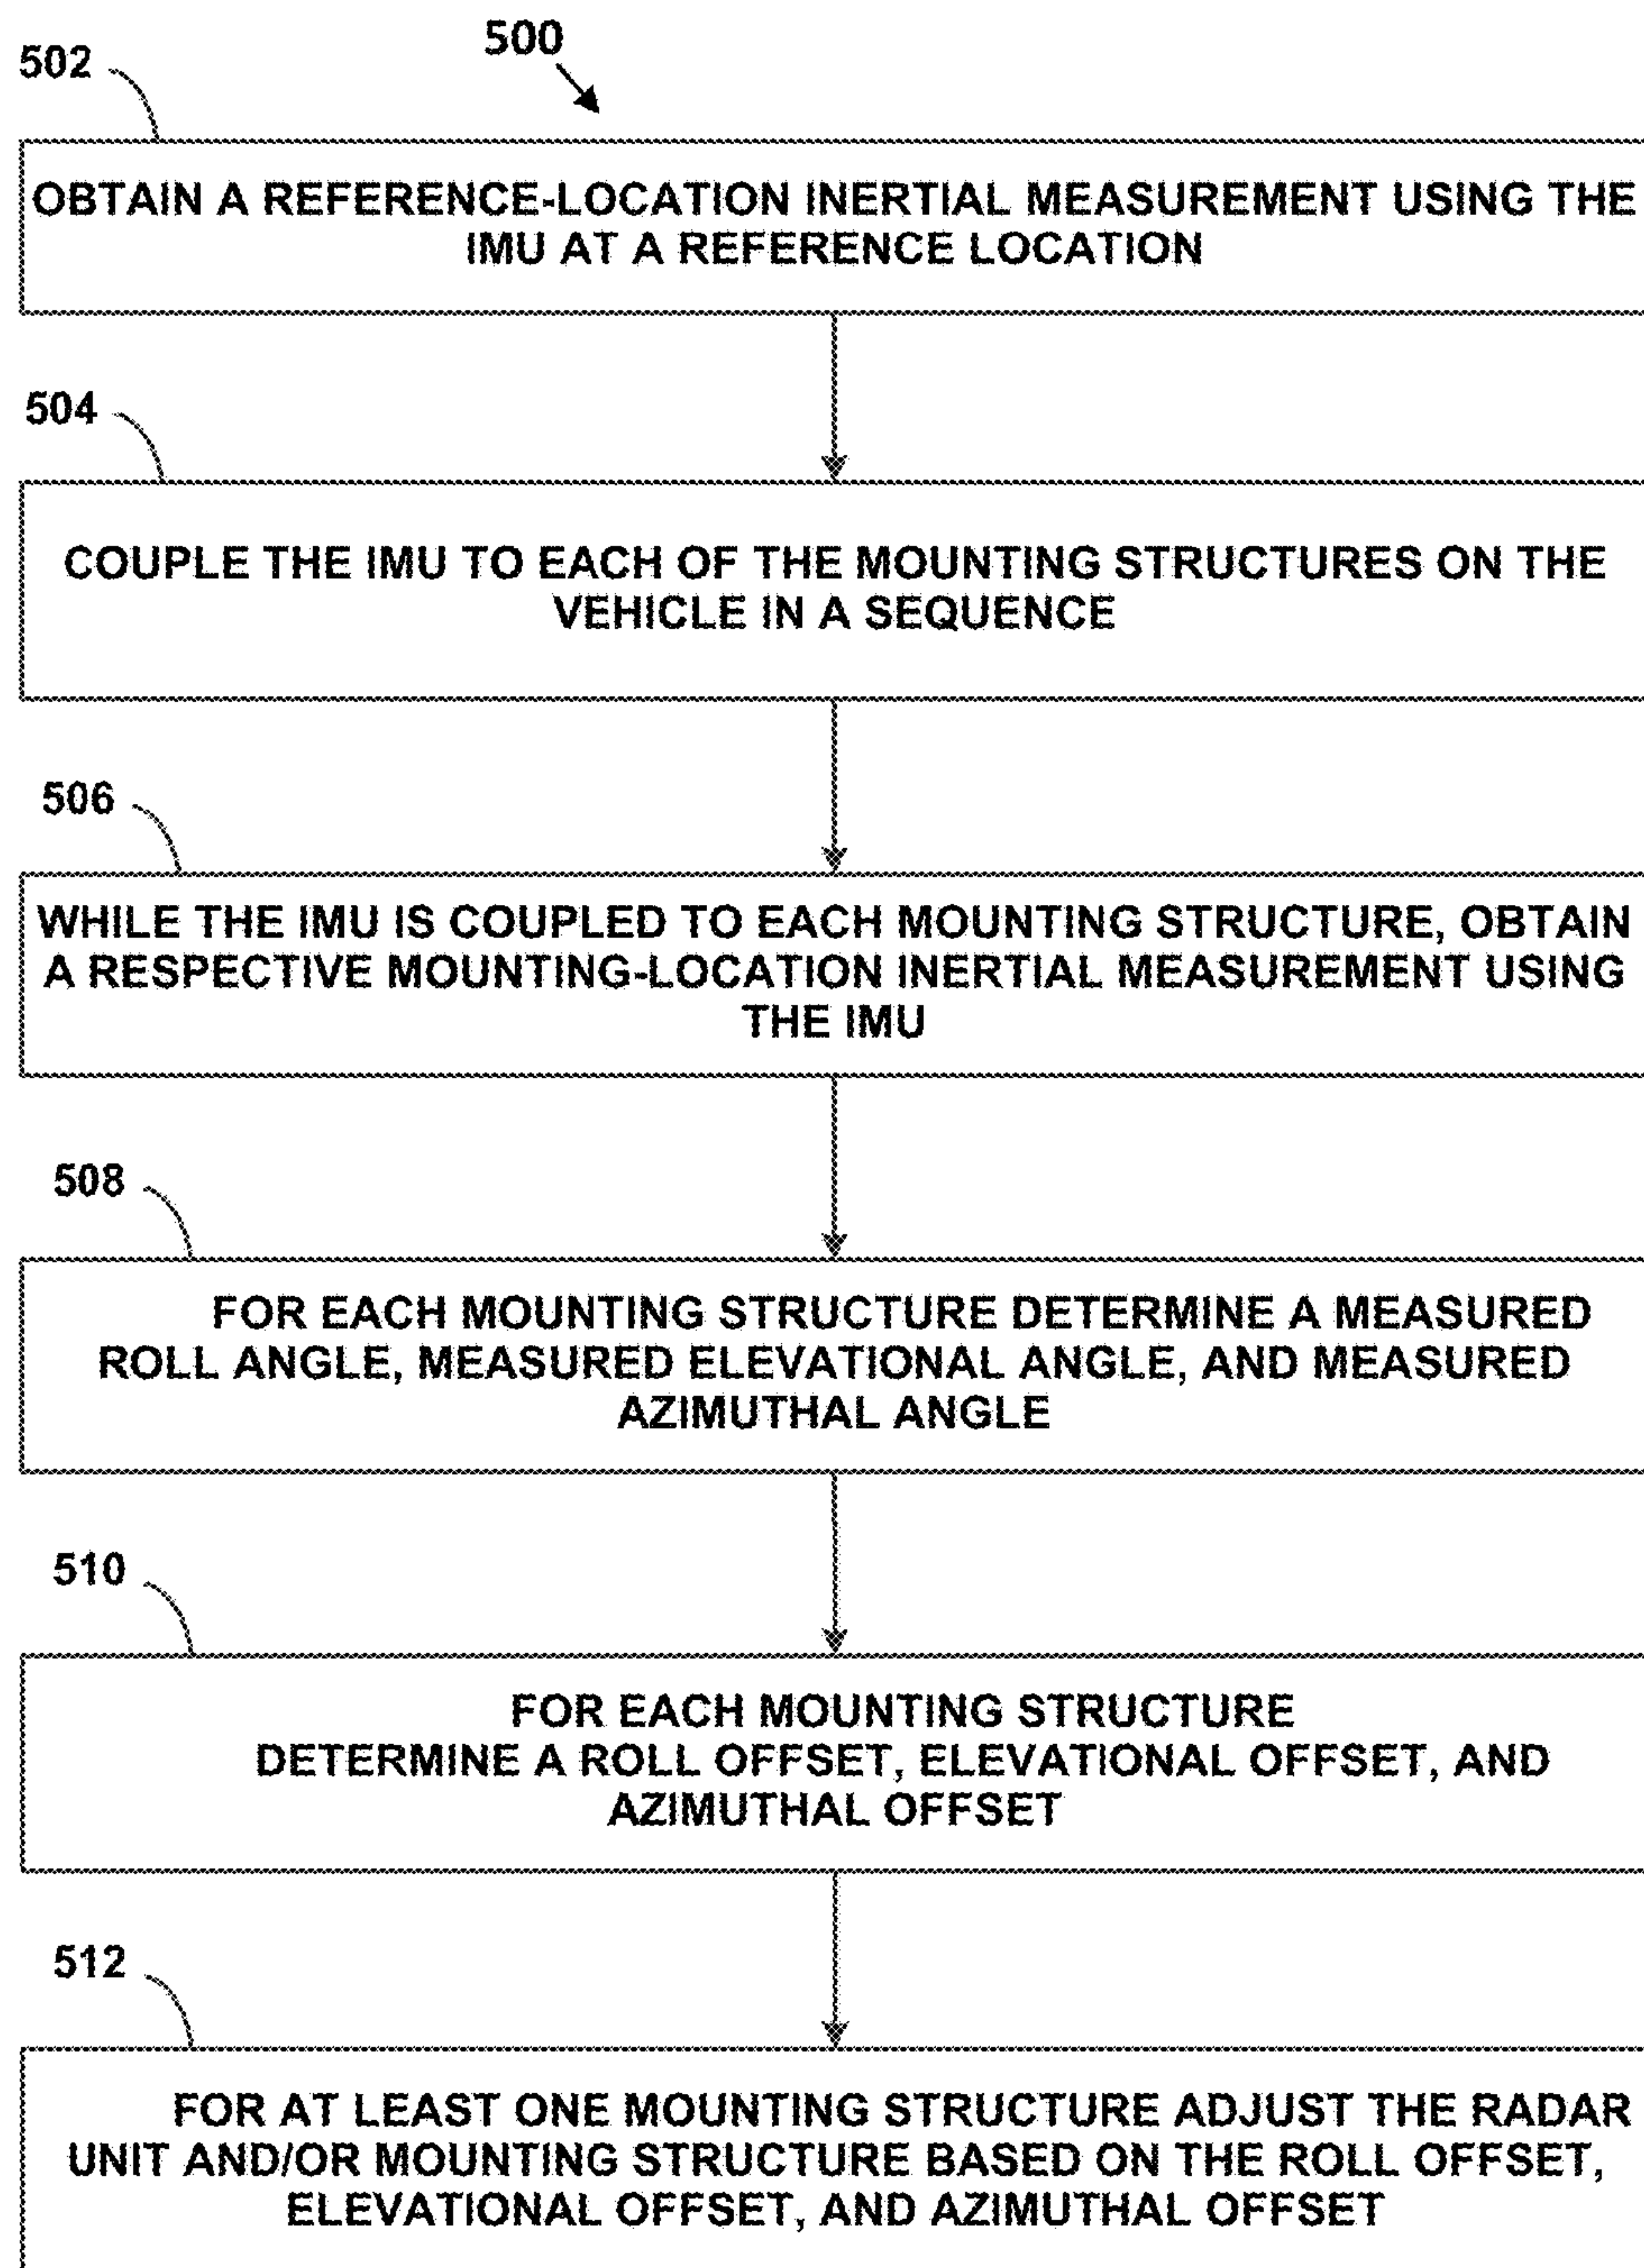 500
502
OBTAIN A REFERENCE-LOCATION INERTIAL MEASUREMENT USING THE
IMU AT A REFERENCE LOCATION
504
COUPLE THE IMU TO EACH OF THE MOUNTING STRUCTURES ON THE
VEHICLE IN A SEQUENCE
506
WHILE THE IMU IS COUPLED TO EACH MOUNTING STRUCTURE, OBTAIN
A RESPECTIVE MOUNTING-LOCATION INERTIAL MEASUREMENT USING
THE IMU
508
FOR EACH MOUNTING STRUCTURE DETERMINE A MEASURED
ROLL ANGLE, MEASURED ELEVATIONAL ANGLE, AND MEASURED
AZIMUTHAL ANGLE
510
FOR EACH MOUNTING STRUCTURE
DETERMINE A ROLL OFFSET, ELEVATIONAL OFFSET, AND
AZIMUTHAL OFFSET
512
FOR AT LEAST ONE MOUNTING STRUCTURE ADJUST THE RADAR
UNIT AND/OR MOUNTING STRUCTURE BASED ON THE ROLL OFFSET,
ELEVATIONAL OFFSET, AND AZIMUTHAL OFFSET